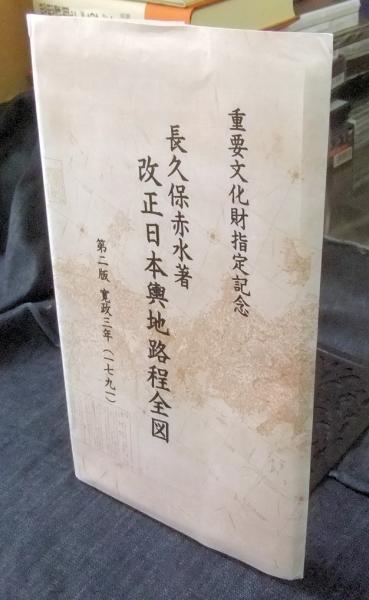 重要文化財指定記念
長久保赤水著
改正日本輿地路程全図
第二版 寛政三年（一七九一）